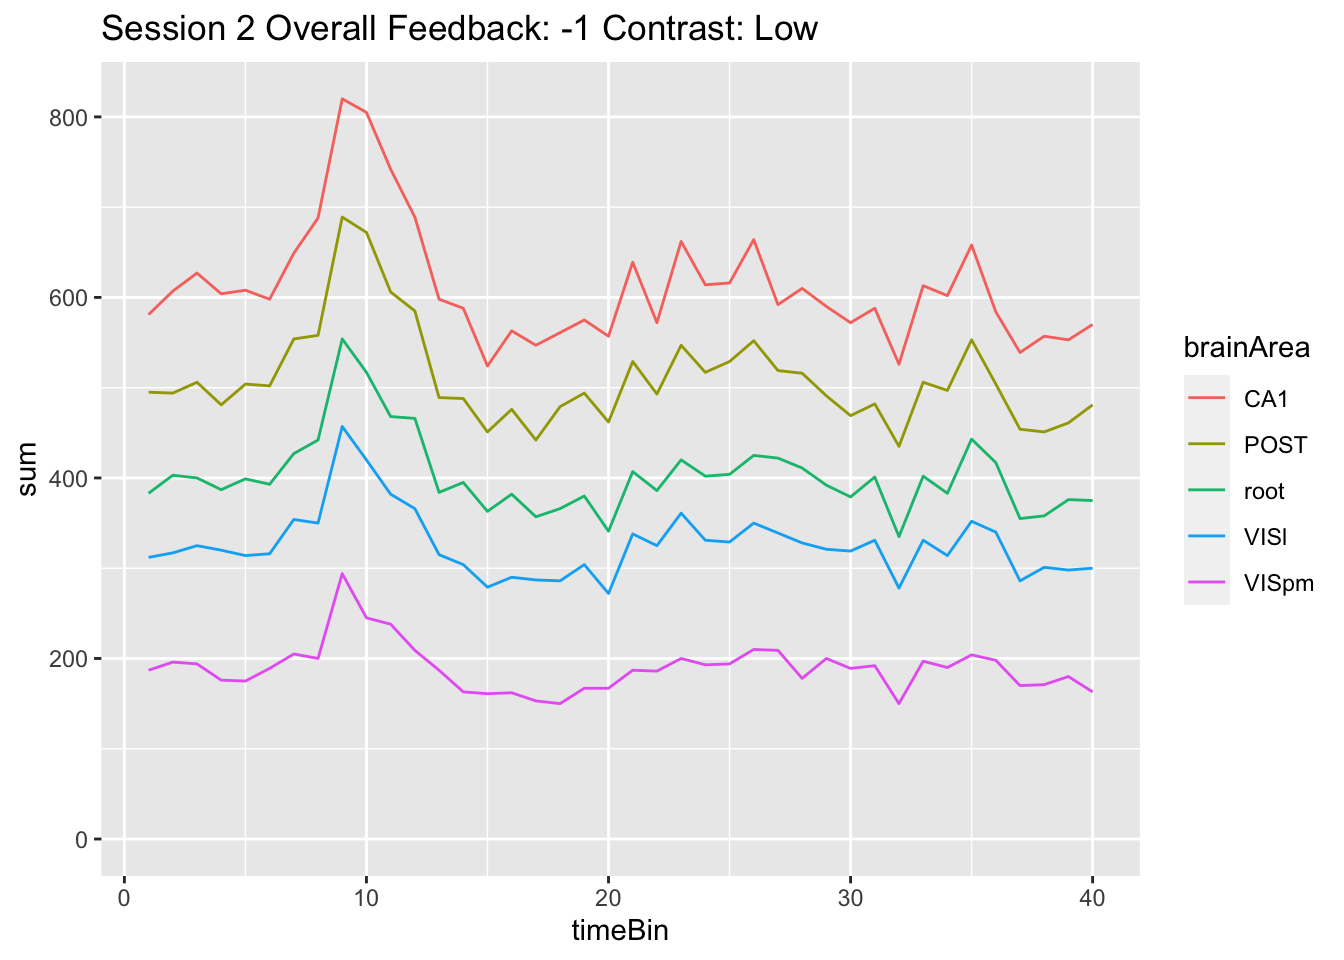 Session 2 Overall Feedback: -1 Contrast: Low
800
600
400
200
0
sum
0 10 20 30 40
timeBin
brainArea
CA1
POST
root
VISl
VISpm